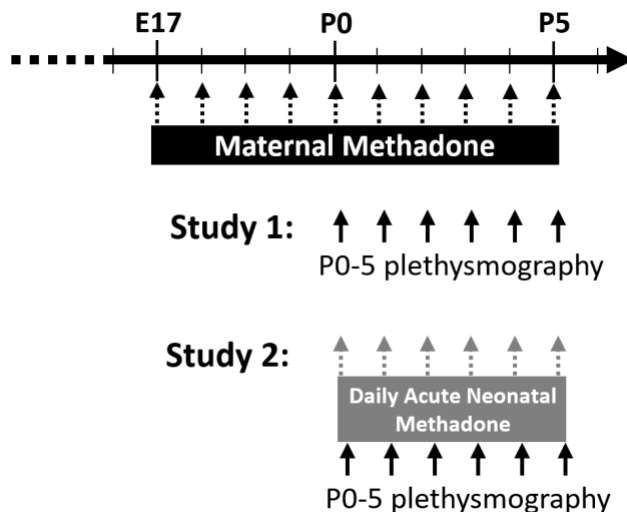 E17 P0 P5
Maternal Methadone
Study 1:
P0-5 plethysmography
Study 2:
Daily Acute Neonatal
Methadone
P0-5 plethysmography